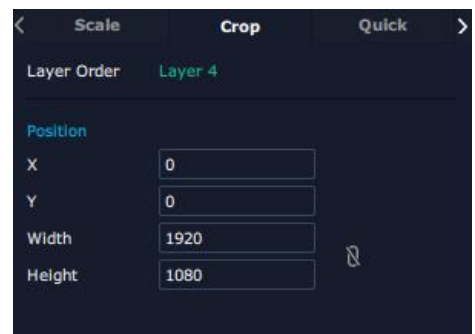 Scale Crop Quick
Layer Order Layer 4
Position
X 0
Y 0
Width 1920
Height 1080